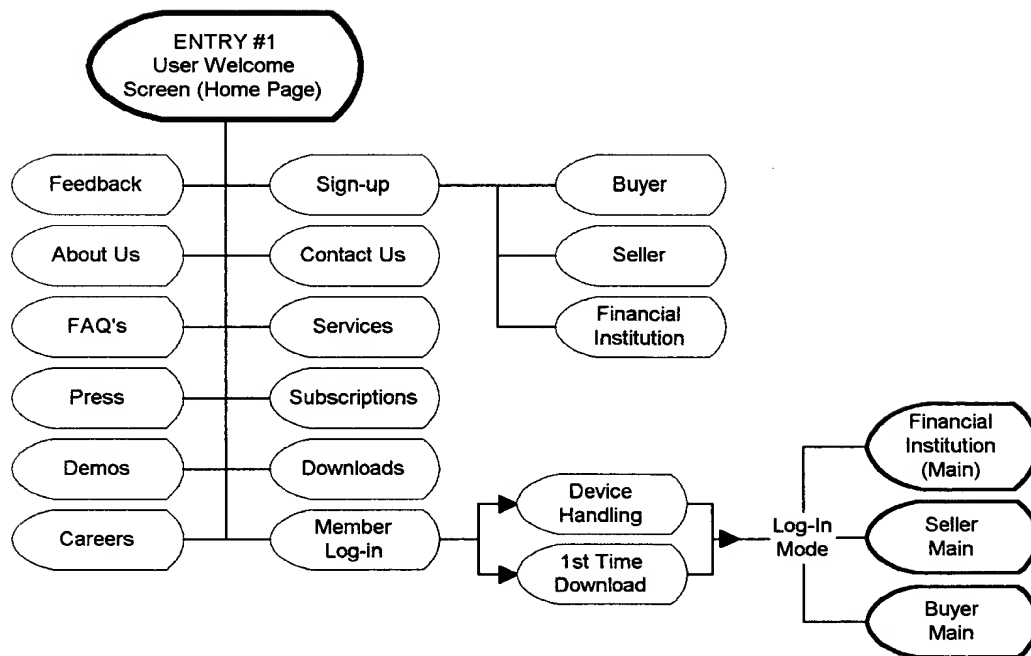 ENTRY #1
User Welcome
Screen (Home Page)
Feedback
Sign-up
Buyer
About Us
Contact Us
Seller
FAQ's
Services
Financial
Institution
Press
Subscriptions
Demos
Downloads
Careers
Member
Log-in
Device
Handling
1st Time
Download
Log-In
Mode
Financial
Institution
(Main)
Seller
Main
Buyer
Main